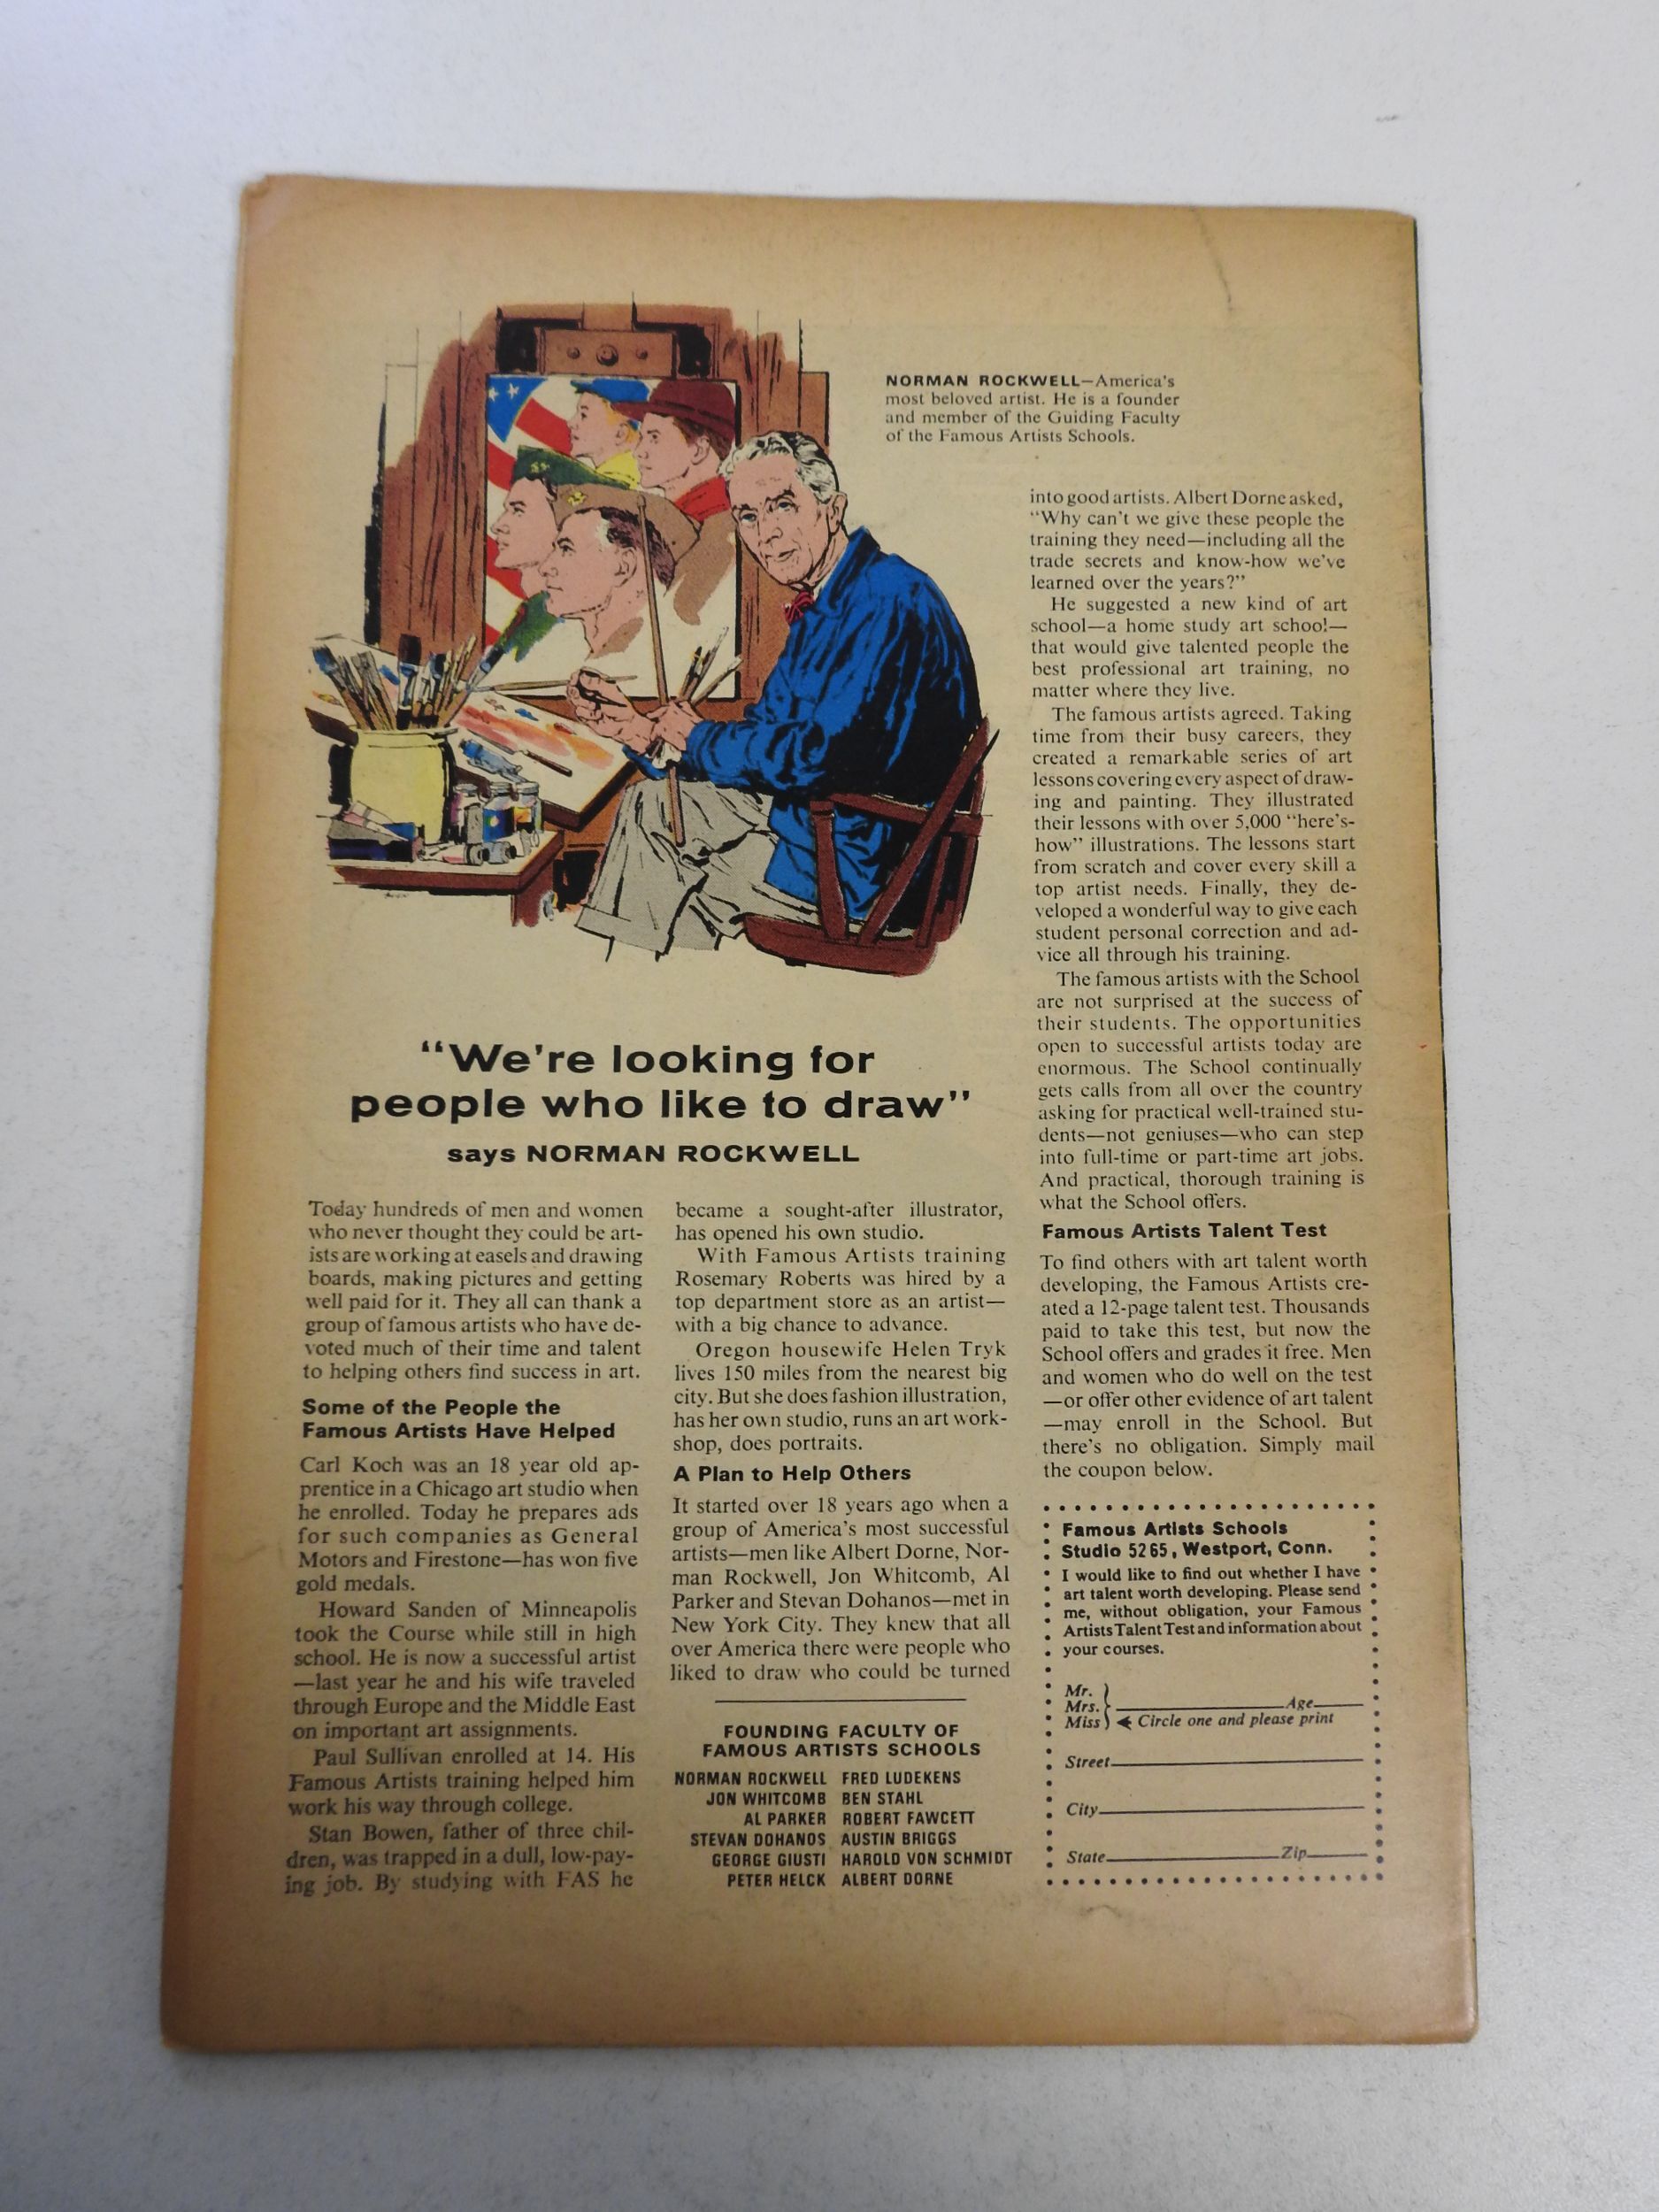 NORMAN ROCKWELL—America's
most beloved artist. He is a founder
and member of the Guiding Faculty
of the Famous Artists Schools.
"We're looking for
people who like to draw"
says NORMAN ROCKWELL
Today hundreds of men and women
who never thought they could be art-
ists are working at easels and drawing
boards, making pictures and getting
well paid for it. They all can thank a
group of famous artists who have de-
voted much of their time and talent
to helping others find success in art.
Some of the People the
Famous Artists Have Helped
Carl Koch was an 18 year old ap-
prentice in a Chicago art studio when
he enrolled. Today he prepares ads
for such companies as General
Motors and Firestone—has won five
gold medals.
Howard Sanden of Minneapolis
took the Course while still in high
school. He is now a successful artist
—last year he and his wife traveled
through Europe and the Middle East
on important art assignments.
Paul Sullivan enrolled at 14. His
Famous Artists training helped him
work his way through college.
Stan Bowen, father of three chil-
dren, was trapped in a dull, low-pay-
ing job. By studying with FAS he
became a sought-after illustrator,
has opened his own studio.
With Famous Artists training
Rosemary Roberts was hired by a
top department store as an artist—
with a big chance to advance.
Oregon housewife Helen Tryk
lives 150 miles from the nearest big
city. But she does fashion illustration,
has her own studio, runs an art work-
shop, does portraits.
A Plan to Help Others
It started over 18 years ago when a
group of America's most successful
artists—men like Albert Dorne, Nor-
man Rockwell, Jon Whitcomb, Al
Parker and Stevan Dohanos—met in
New York City. They knew that all
over America there were people who
liked to draw who could be turned
FOUNDING FACULTY OF
FAMOUS ARTISTS SCHOOLS
NORMAN ROCKWELL FRED LUDEKENS
JON WHITCOMB BEN STAHL
AL PARKER ROBERT FAWCETT
STEVAN DOHANOS AUSTIN BRIGGS
GEORGE GIUSTI HAROLD VON SCHMIDT
PETER HELCK ALBERT DORNE
into good artists. Albert Dorne asked,
"Why can't we give these people the
training they need—including all the
trade secrets and know-how we've
learned over the years?"
He suggested a new kind of art
school—a home study art school—
that would give talented people the
best professional art training, no
matter where they live.
The famous artists agreed. Taking
time from their busy careers, they
created a remarkable series of art
lessons covering every aspect of draw-
ing and painting. They illustrated
their lessons with over 5,000 "here's-
how" illustrations. The lessons start
from scratch and cover every skill a
top artist needs. Finally, they de-
veloped a wonderful way to give each
student personal correction and ad-
vice all through his training.
The famous artists with the School
are not surprised at the success of
their students. The opportunities
open to successful artists today are
enormous. The School continually
gets calls from all over the country
asking for practical well-trained stu-
dents—not geniuses—who can step
into full-time or part-time art jobs.
And practical, thorough training is
what the School offers.
Famous Artists Talent Test
To find others with art talent worth
developing, the Famous Artists cre-
ated a 12-page talent test. Thousands
paid to take this test, but now the
School offers and grades it free. Men
and women who do well on the test
—or offer other evidence of art talent
—may enroll in the School. But
there's no obligation. Simply mail
the coupon below.
Famous Artists Schools
Studio 5265, Westport, Conn.
I would like to find out whether I have
art talent worth developing. Please send
me, without obligation, your Famous
Artists Talent Test and information about
your courses.
Mr.
Mrs. Age
Miss Circle one and please print
Street
City
State Zip